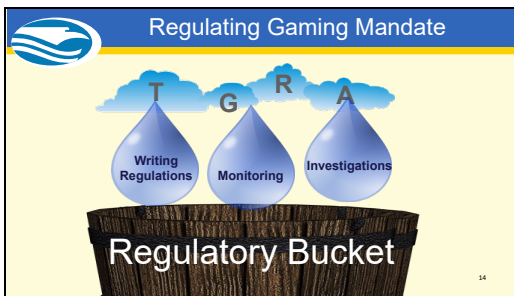 Regulating Gaming Mandate
T G R A
Writing
Regulations
Monitoring
Investigations
Regulatory Bucket
14